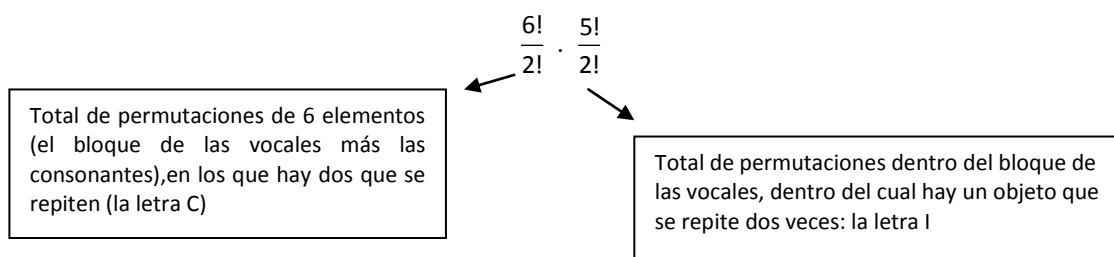 6! / 2! . 5! / 2!
Total de permutaciones de 6 elementos
(el bloque de las vocales más las
consonantes),en los que hay dos que se
repiten (la letra C)
Total de permutaciones dentro del bloque de
las vocales, dentro del cual hay un objeto que
se repite dos veces: la letra I